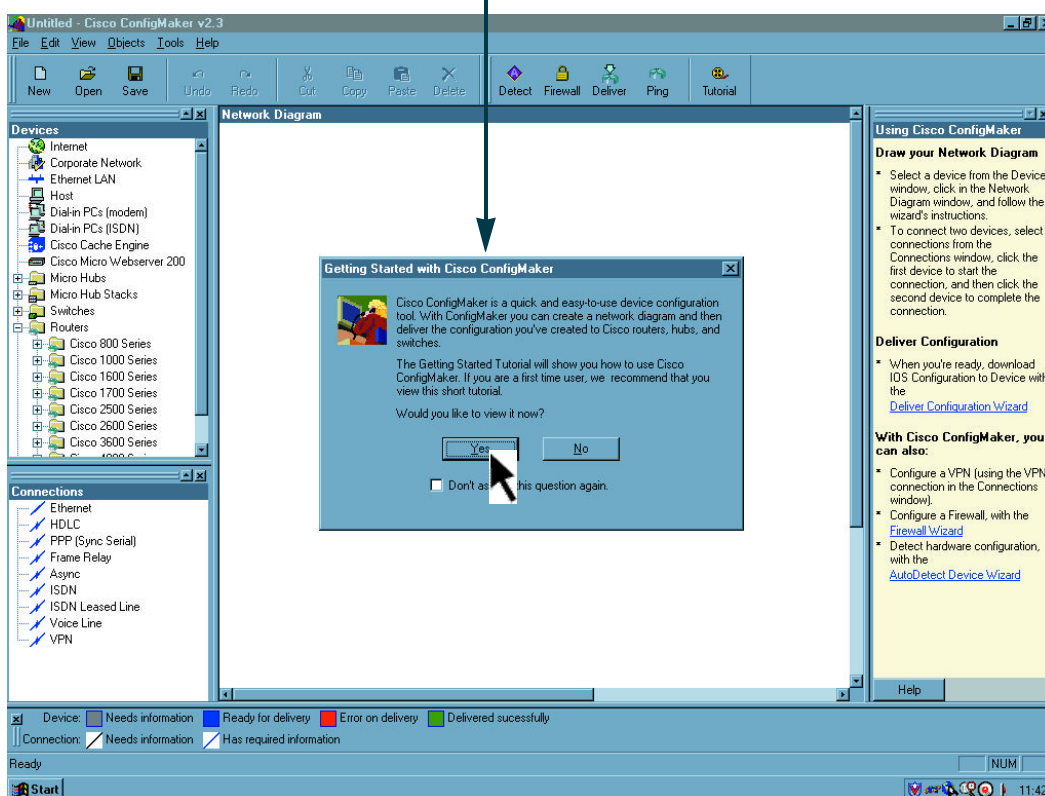 Untitled - Cisco ConfigMaker v2.3
File Edit View Objects Tools Help
New Open Save Undo Redo Cut Copy Paste Delete Detect Firewall Deliver Ping Tutorial
Devices
Internet
Corporate Network
Ethernet LAN
Host
Dial-in PCs (modem)
Dial-in PCs (ISDN)
Cisco Cache Engine
Cisco Micro Webserver 200
Micro Hubs
Micro Hub Stacks
Switches
Routers
Cisco 800 Series
Cisco 1000 Series
Cisco 1600 Series
Cisco 1700 Series
Cisco 2500 Series
Cisco 2600 Series
Cisco 3600 Series
Connections
Ethernet
HDLC
PPP (Sync Serial)
Frame Relay
Async
ISDN
ISDN Leased Line
Voice Line
VPN
Network Diagram
Getting Started with Cisco ConfigMaker
Cisco ConfigMaker is a quick and easy-to-use device configuration
tool. With ConfigMaker you can create a network diagram and then
deliver the configuration you've created to Cisco routers, hubs, and
switches.
The Getting Started Tutorial will show you how to use Cisco
ConfigMaker. If you are a first time user, we recommend that you
view this short tutorial.
Would you like to view it now?
Yes No
Don't as his question again.
Using Cisco ConfigMaker
Draw your Network Diagram
* Select a device from the Device
window, click in the Network
Diagram window, and follow the
wizard's instructions.
* To connect two devices, select
connections from the
Connections window, click the
first device to start the
connection, and then click the
second device to complete the
connection.
Deliver Configuration
* When you're ready, download
IOS Configuration to Device with
the
Deliver Configuration Wizard
With Cisco ConfigMaker, you
can also:
* Configure a VPN (using the VPN
connection in the Connections
window).
* Configure a Firewall, with the
Firewall Wizard
* Detect hardware configuration,
with the
AutoDetect Device Wizard
Help
Device: Needs information Ready for delivery Error on delivery Delivered sucessfully
Connection: Needs information Has required information
Ready NUM
Start 11:42